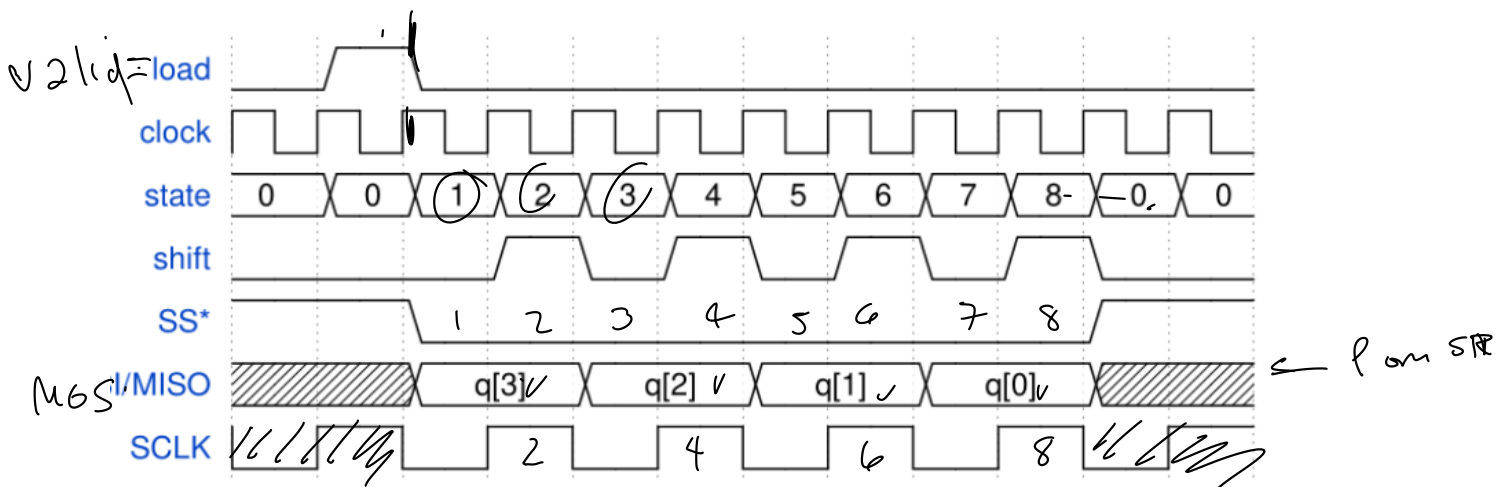 valid=load
clock
state 0 0 1 2 3 4 5 6 7 8 0 0
shift
SS* 1 2 3 4 5 6 7 8
MOSI/MISO q[3] q[2] q[1] q[0]
SCLK 2 4 6 8